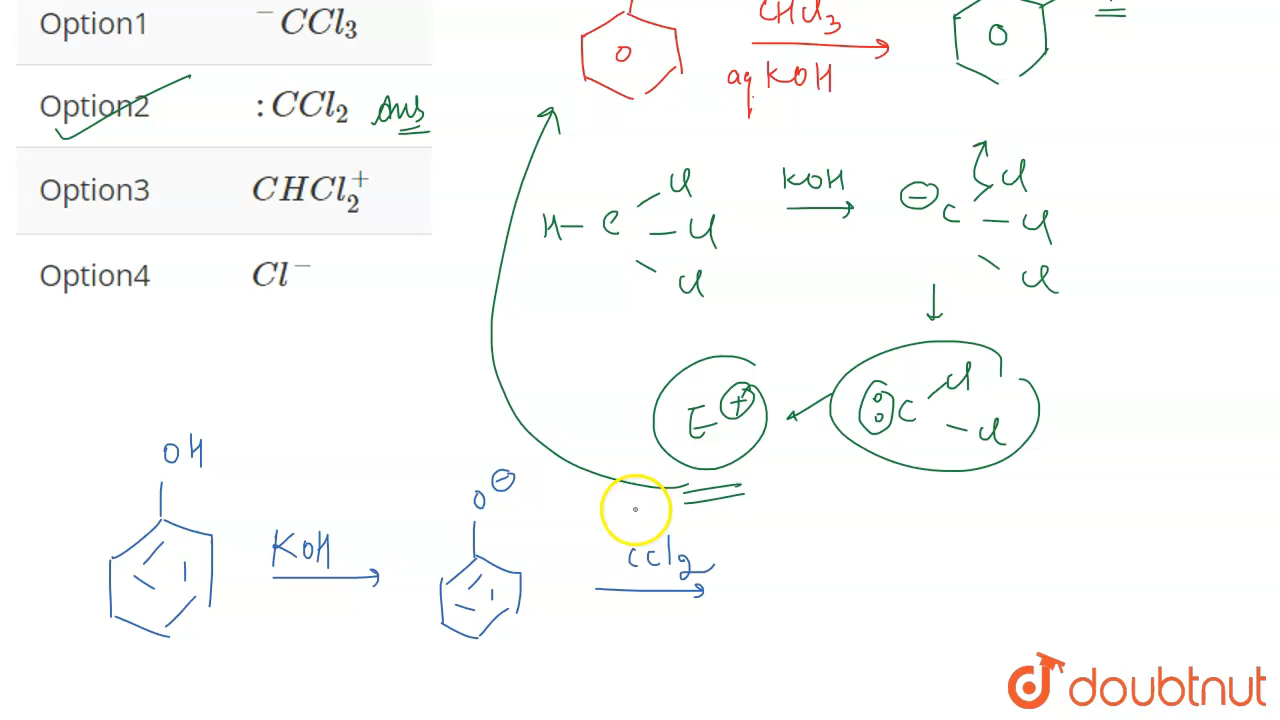 Option1 ⁻CCl₃
CHCl₃
aq KOH
Option2 :CCl₂ Ans
Option3 CHCl₂⁺
Option4 Cl⁻
H- C Cl
- Cl
Cl
KOH
⊖ C Cl
- Cl
Cl
E⊕
:C Cl
- Cl
OH
KOH
O⊖
CCl₂
doubtnut